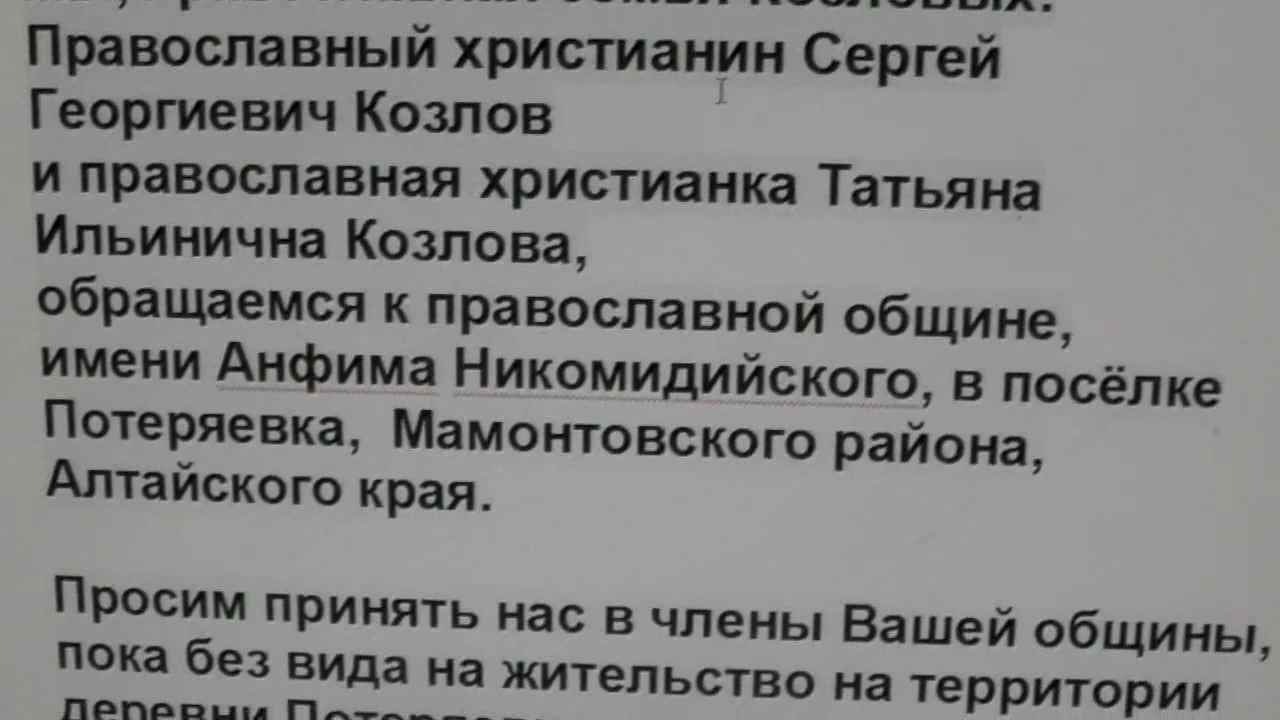 Православный христианин Сергей
Георгиевич Козлов
и православная христианка Татьяна
Ильинична Козлова,
обращаемся к православной общине,
имени Анфима Никомидийского, в посёлке
Потеряевка, Мамонтовского района,
Алтайского края.
Просим принять нас в члены Вашей общины,
пока без вида на жительство на территории
деревни